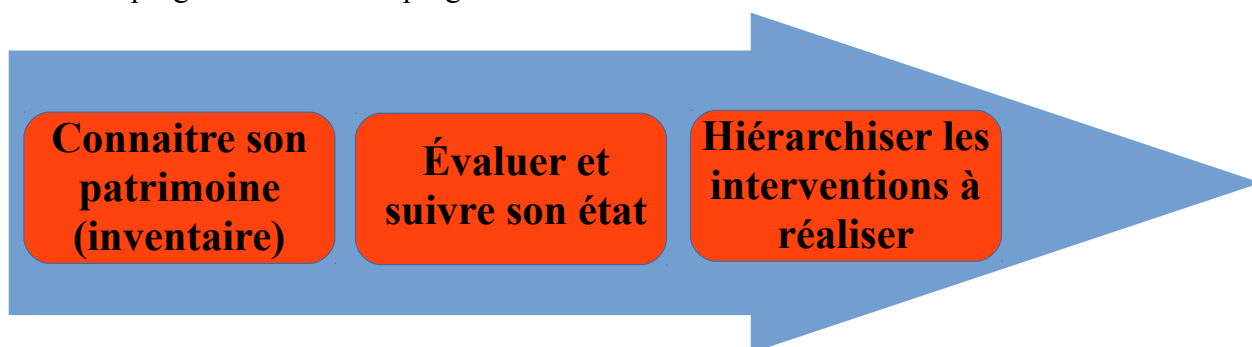 Connaitre son
patrimoine
(inventaire)
Évaluer et
suivre son état
Hiérarchiser les
interventions à
réaliser